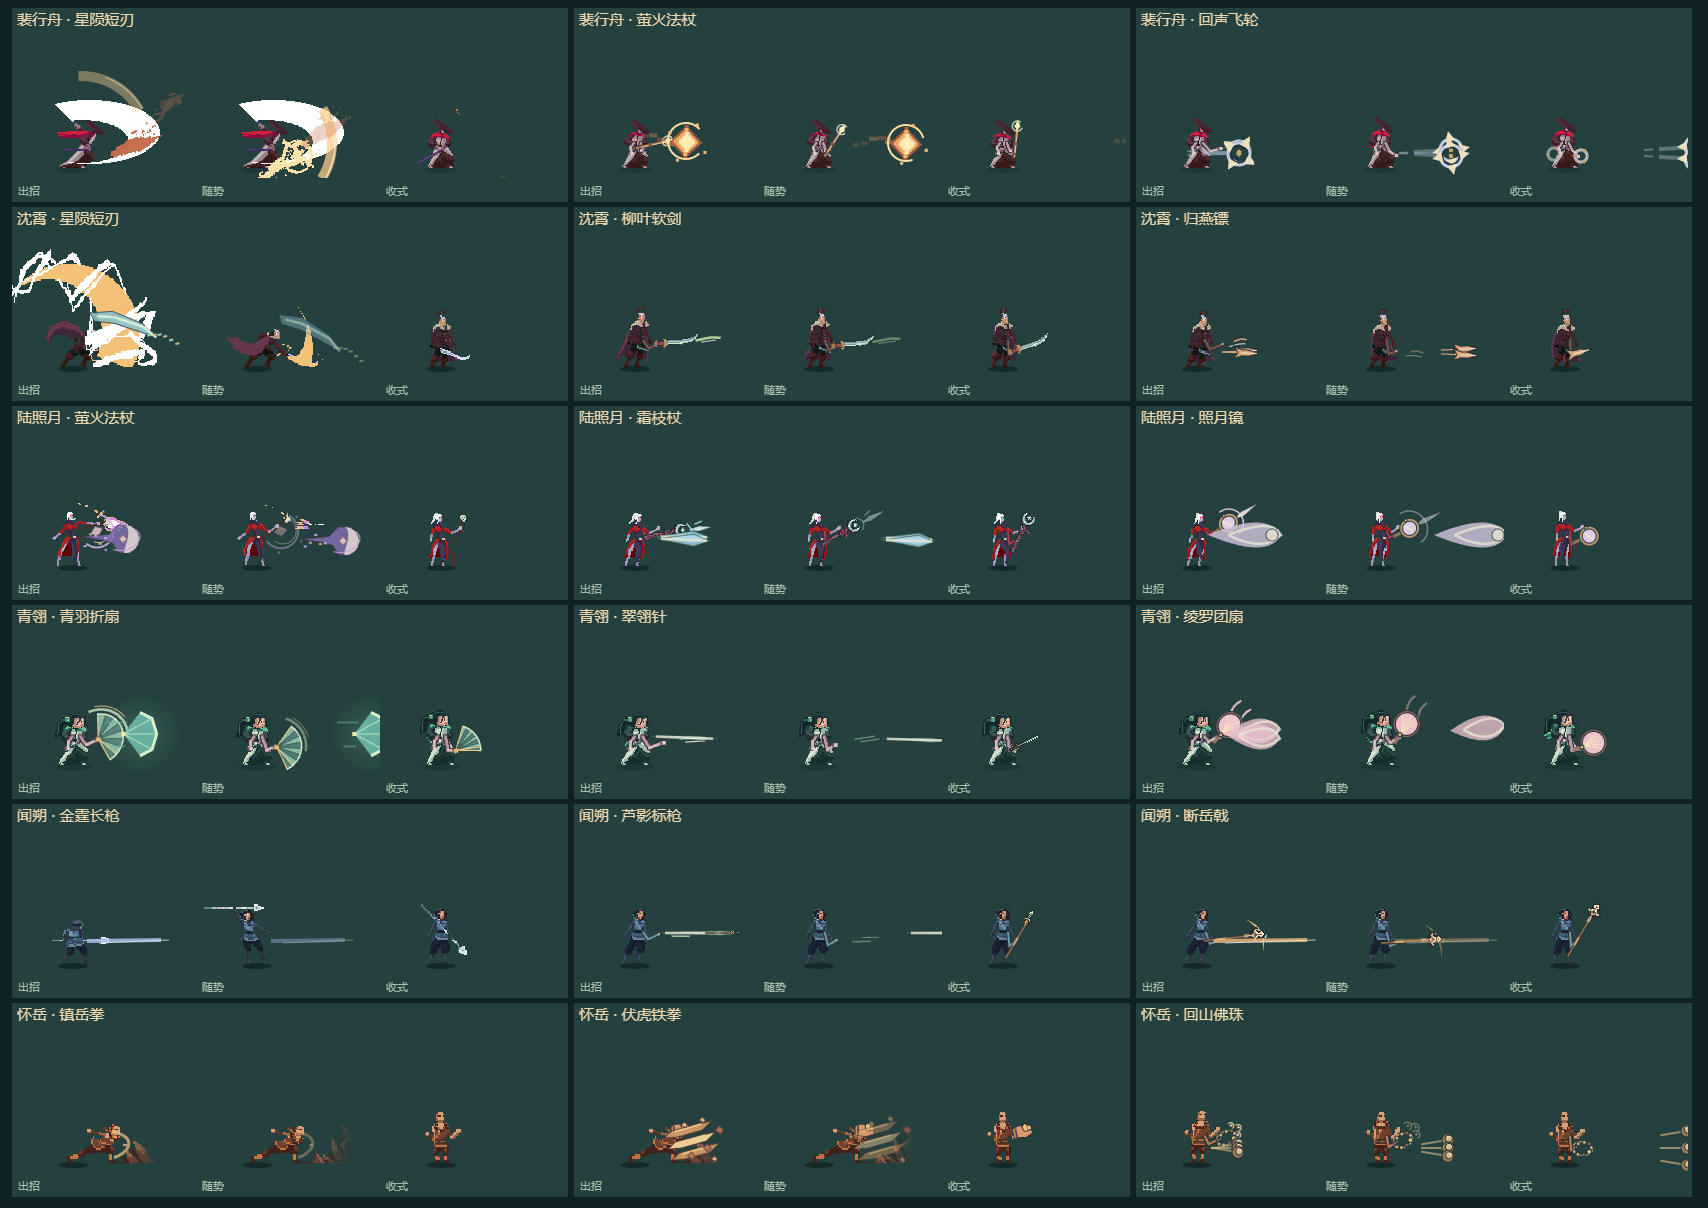 裴行舟 · 星陨短刃
出招
随势
收式
裴行舟 · 萤火法杖
出招
随势
收式
裴行舟 · 回声飞轮
出招
随势
收式
沈霄 · 星陨短刃
出招
随势
收式
沈霄 · 柳叶软剑
出招
随势
收式
沈霄 · 归燕镖
出招
随势
收式
陆照月 · 萤火法杖
出招
随势
收式
陆照月 · 霜枝杖
出招
随势
收式
陆照月 · 照月镜
出招
随势
收式
青翎 · 青羽折扇
出招
随势
收式
青翎 · 翠翎针
出招
随势
收式
青翎 · 绫罗团扇
出招
随势
收式
闻朔 · 金霆长枪
出招
随势
收式
闻朔 · 芦影标枪
出招
随势
收式
闻朔 · 断岳戟
出招
随势
收式
怀岳 · 镇岳拳
出招
随势
收式
怀岳 · 伏虎铁拳
出招
随势
收式
怀岳 · 回山佛珠
出招
随势
收式